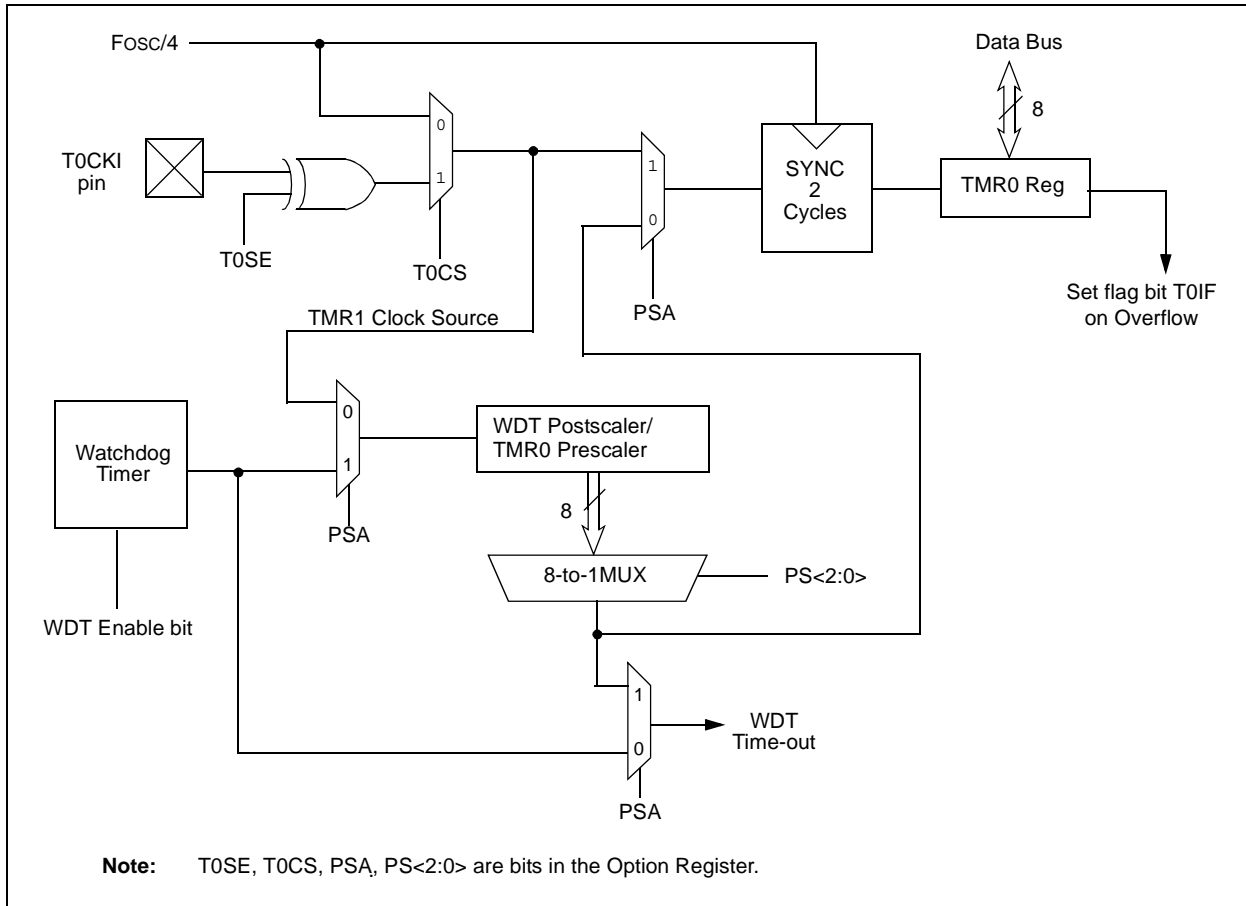 FOSC/4
Data Bus
8
0
T0CKI
pin
1
1
SYNC
2
Cycles
TMR0 Reg
0
T0SE
T0CS
PSA
Set flag bit T0IF
on Overflow
TMR1 Clock Source
0
WDT Postscaler/
TMR0 Prescaler
Watchdog
Timer
1
8
PSA
8-to-1MUX
PS<2:0>
WDT Enable bit
1
WDT
Time-out
0
PSA
Note: T0SE, T0CS, PSA, PS<2:0> are bits in the Option Register.